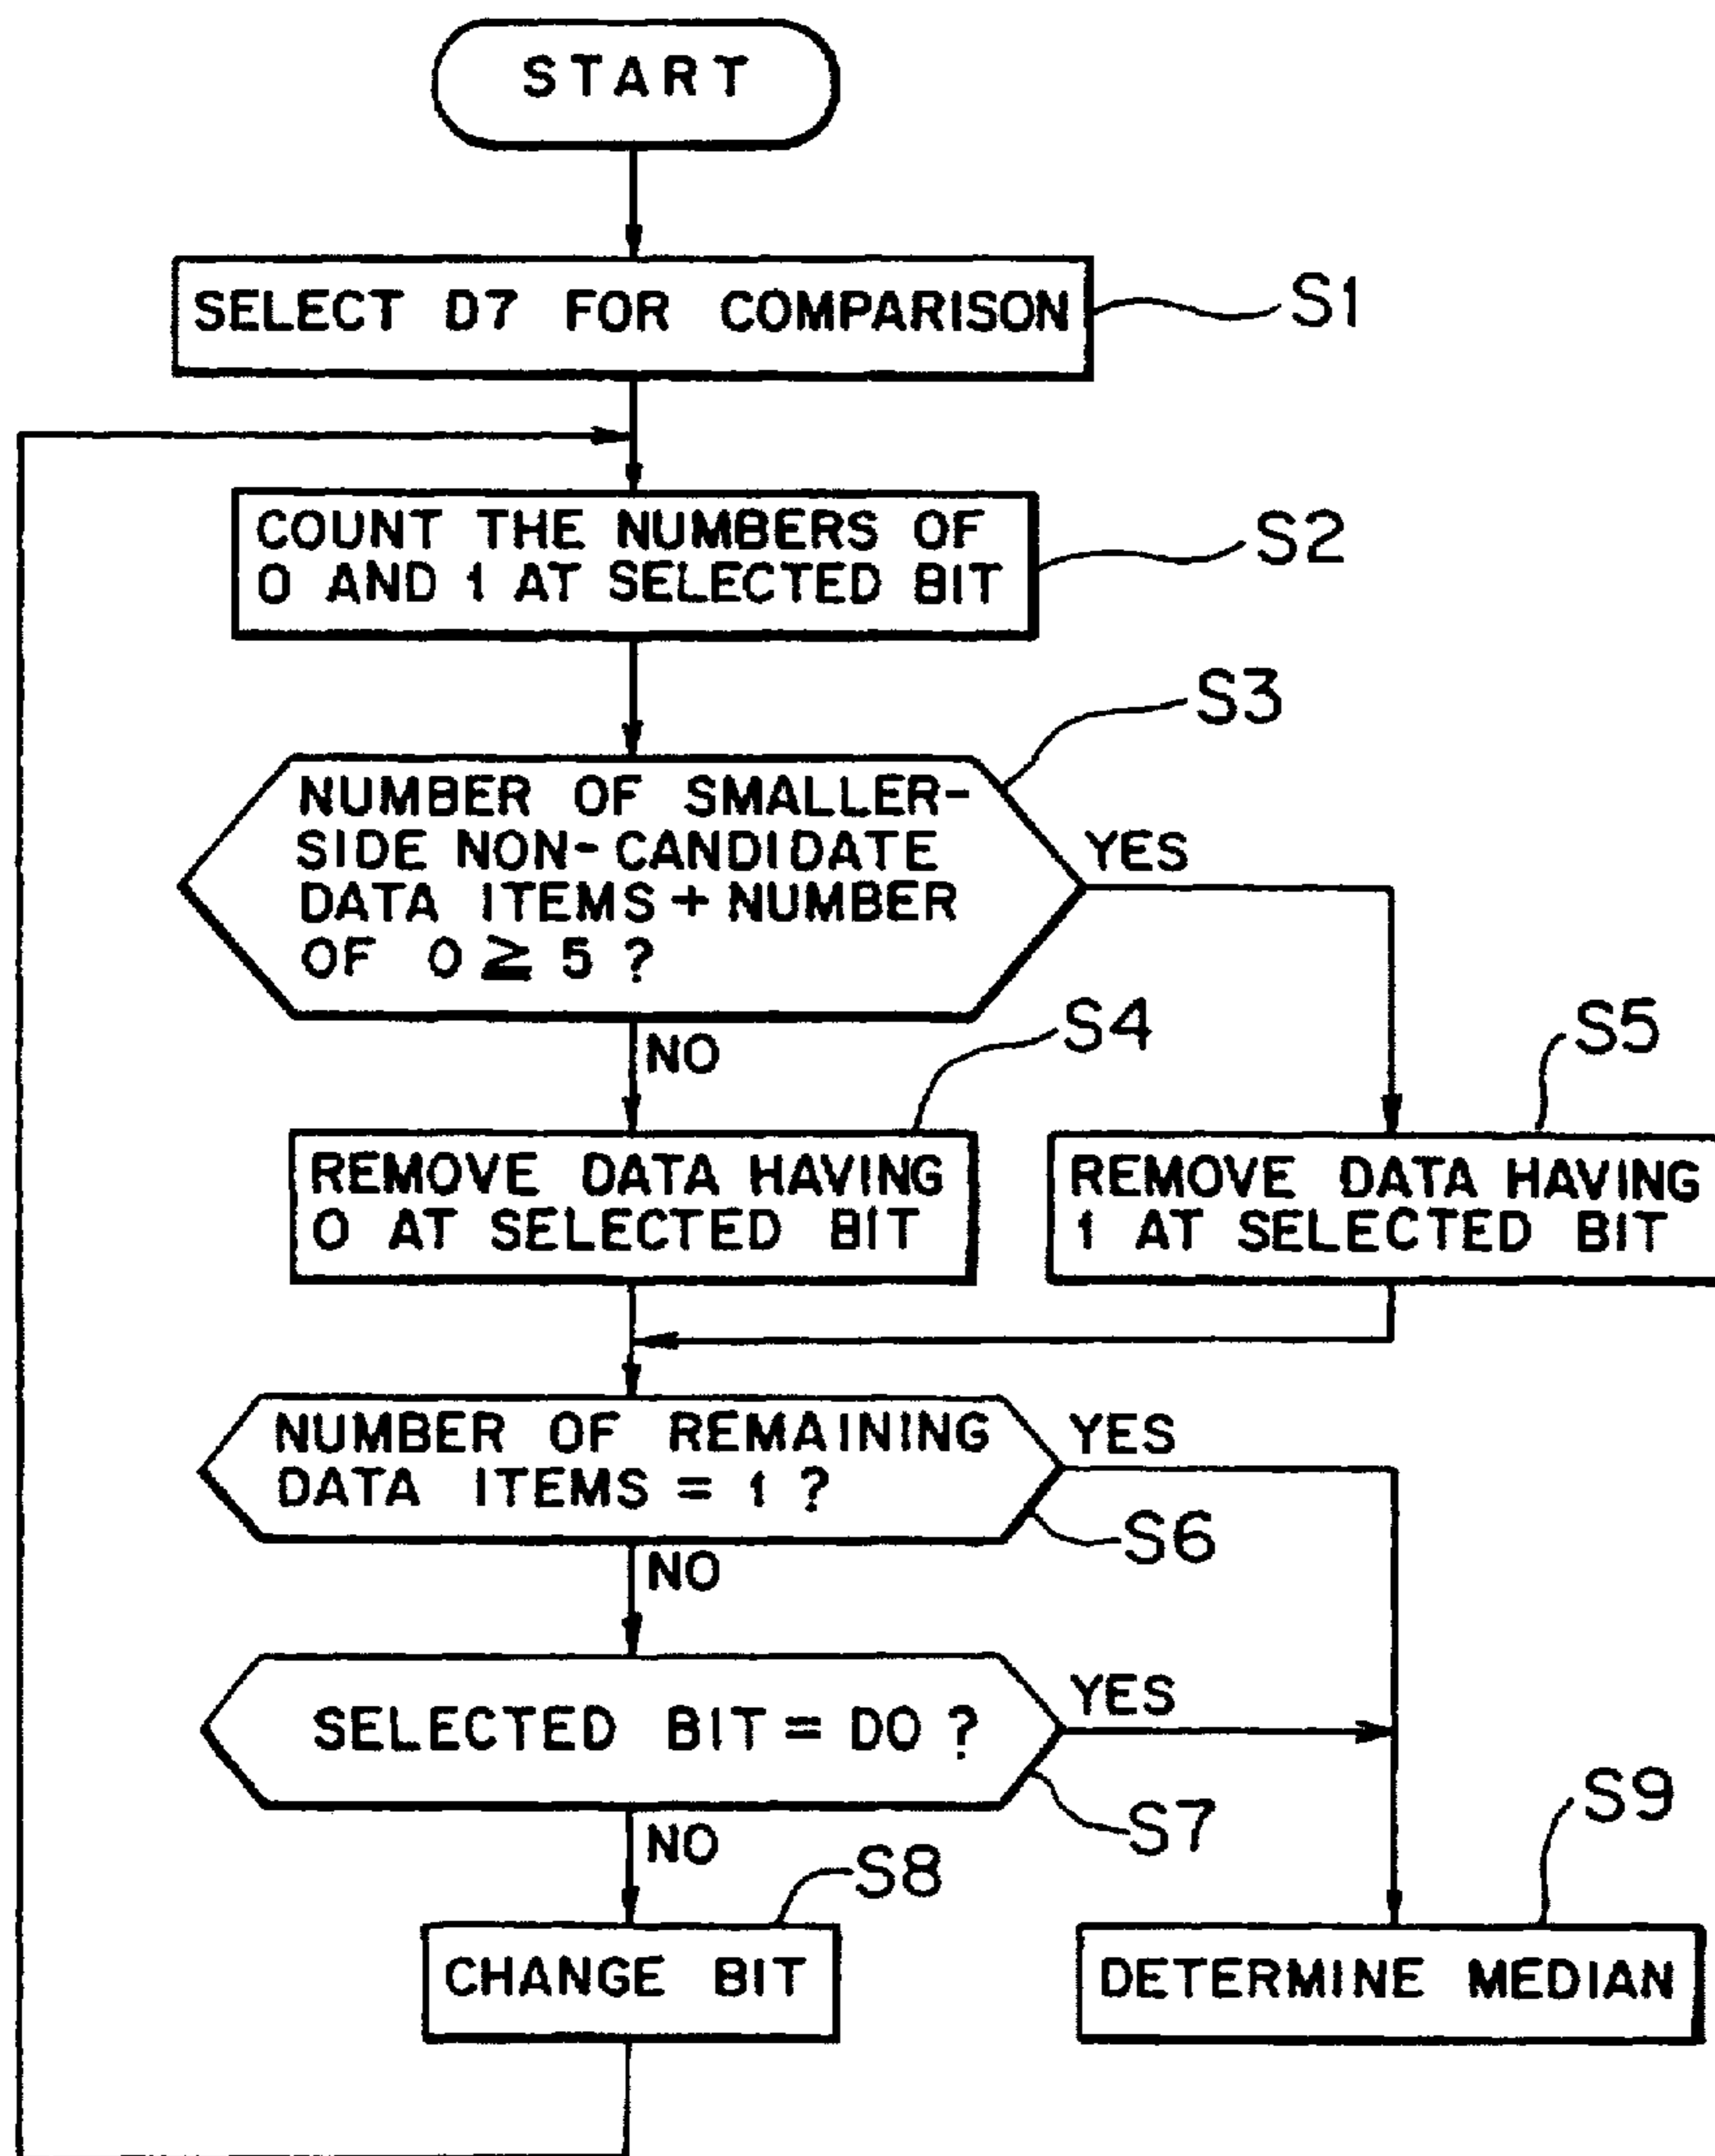 START
SELECT D7 FOR COMPARISON
S1
COUNT THE NUMBERS OF
0 AND 1 AT SELECTED BIT
S2
S3
NUMBER OF SMALLER-
SIDE NON-CANDIDATE
DATA ITEMS + NUMBER
OF 0 ≧ 5 ?
YES
NO
S4
S5
REMOVE DATA HAVING
0 AT SELECTED BIT
REMOVE DATA HAVING
1 AT SELECTED BIT
NUMBER OF REMAINING
DATA ITEMS = 1 ?
YES
S6
NO
SELECTED BIT = D0 ?
YES
S7
NO
S8
S9
CHANGE BIT
DETERMINE MEDIAN